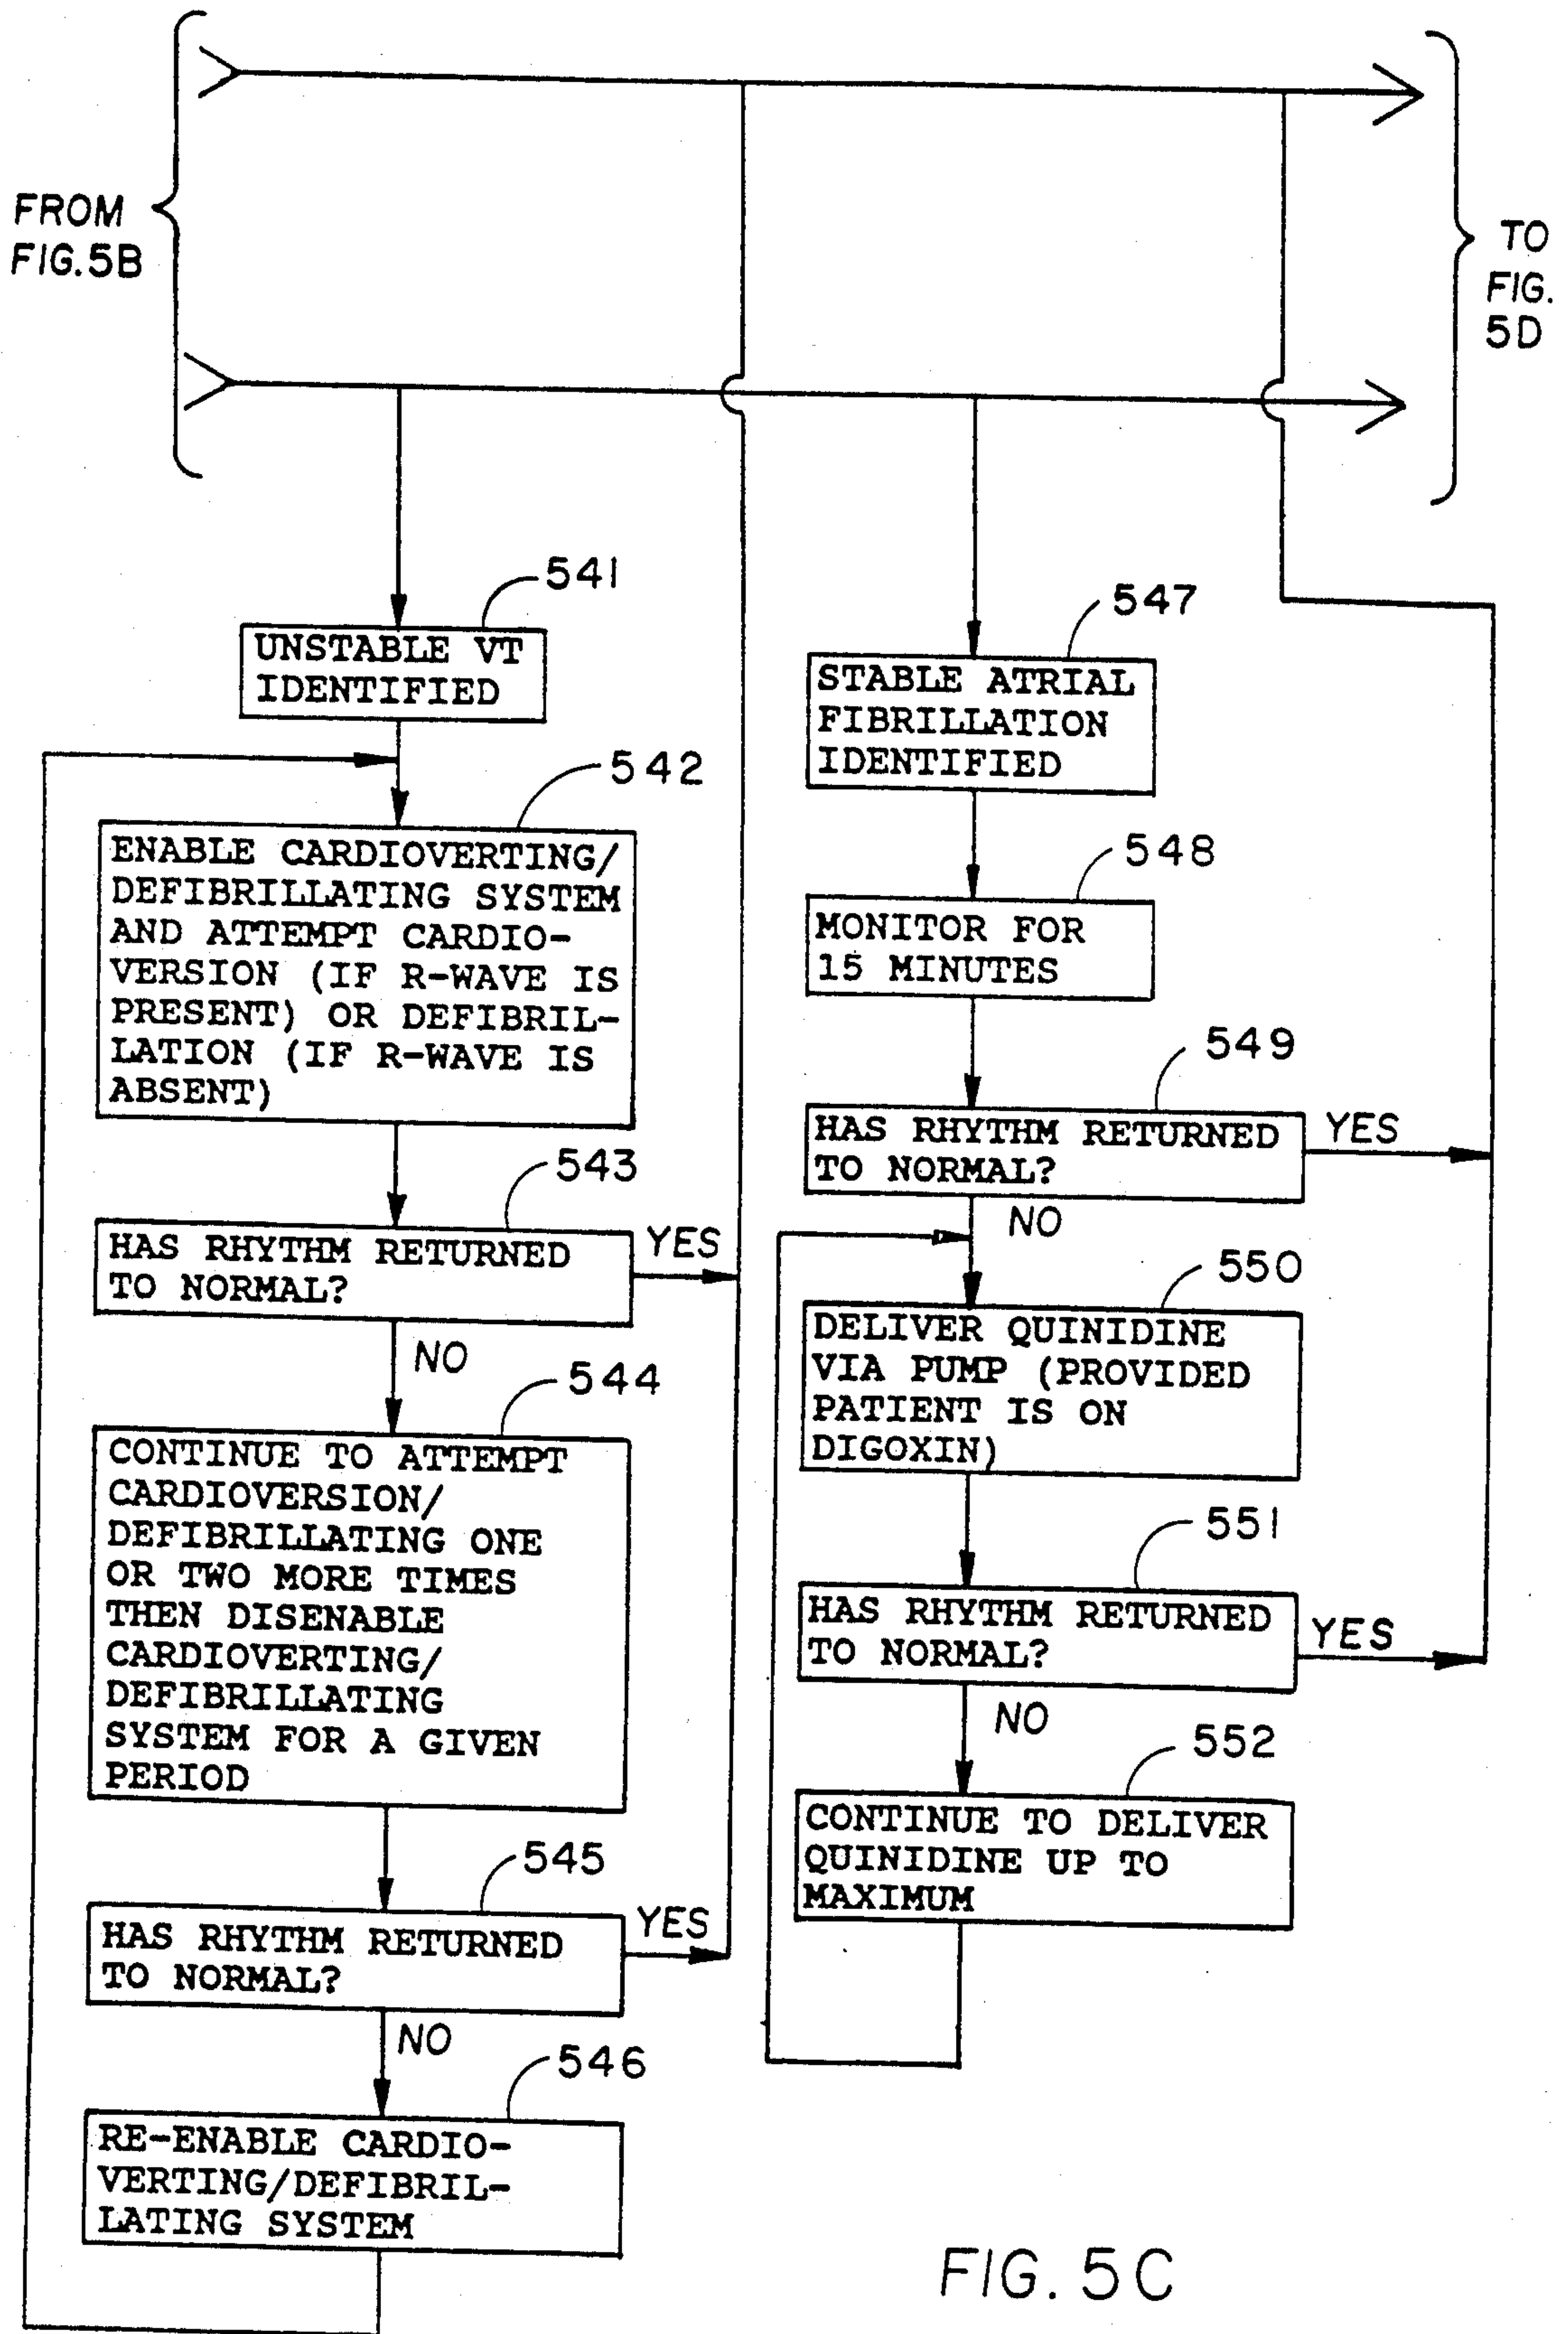 FROM
FIG. 5B
TO
FIG.
5D
541
UNSTABLE VT
IDENTIFIED
542
ENABLE CARDIOVERTING/
DEFIBRILLATING SYSTEM
AND ATTEMPT CARDIO-
VERSION (IF R-WAVE IS
PRESENT) OR DEFIBRIL-
LATION (IF R-WAVE IS
ABSENT)
543
HAS RHYTHM RETURNED
TO NORMAL?
YES
NO
544
CONTINUE TO ATTEMPT
CARDIOVERSION/
DEFIBRILLATING ONE
OR TWO MORE TIMES
THEN DISENABLE
CARDIOVERTING/
DEFIBRILLATING
SYSTEM FOR A GIVEN
PERIOD
545
HAS RHYTHM RETURNED
TO NORMAL?
YES
NO
546
RE-ENABLE CARDIO-
VERTING/DEFIBRIL-
LATING SYSTEM
547
STABLE ATRIAL
FIBRILLATION
IDENTIFIED
548
MONITOR FOR
15 MINUTES
549
HAS RHYTHM RETURNED
TO NORMAL?
YES
NO
550
DELIVER QUINIDINE
VIA PUMP (PROVIDED
PATIENT IS ON
DIGOXIN)
551
HAS RHYTHM RETURNED
TO NORMAL?
YES
NO
552
CONTINUE TO DELIVER
QUINIDINE UP TO
MAXIMUM
FIG. 5C